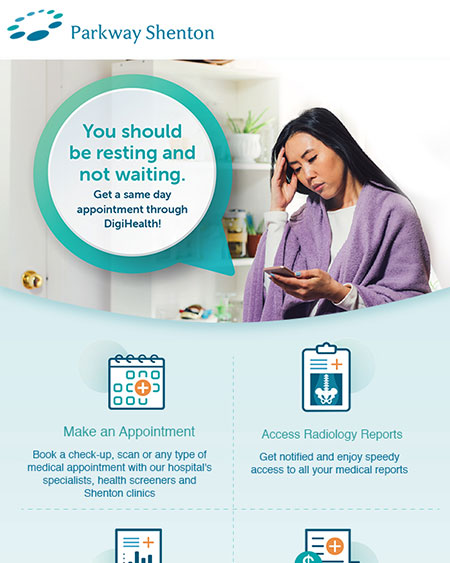 Parkway Shenton
You should
be resting and
not waiting.
Get a same day
appointment through
DigiHealth!
Make an Appointment
Book a check-up, scan or any type of
medical appointment with our hospital's
specialists, health screeners and
Shenton clinics
Access Radiology Reports
Get notified and enjoy speedy
access to all your medical reports
$